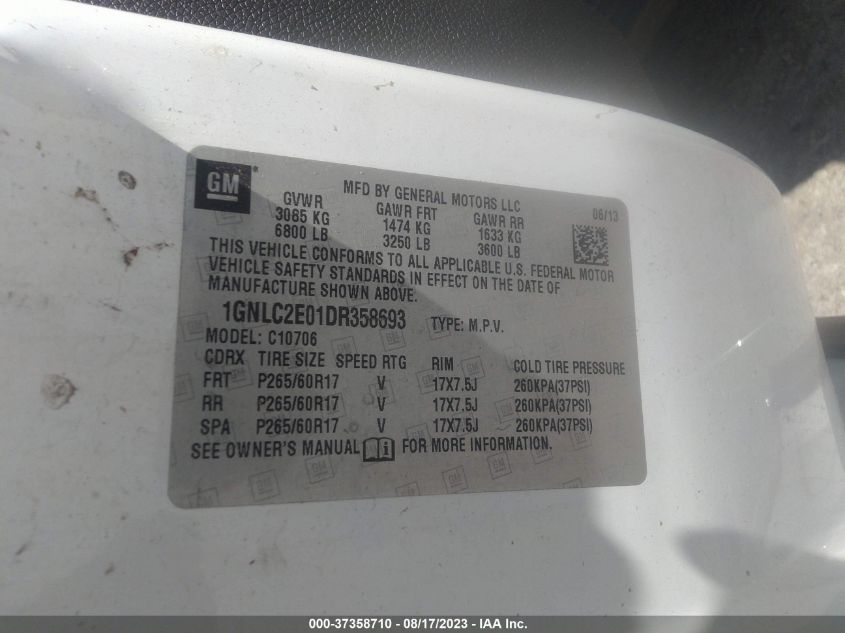 GM
MFD BY GENERAL MOTORS LLC
06/13
GVWR GAWR FRT GAWR RR
3085 KG 1474 KG 1633 KG
6800 LB 3250 LB 3600 LB
THIS VEHICLE CONFORMS TO ALL APPLICABLE U.S. FEDERAL MOTOR
VEHICLE SAFETY STANDARDS IN EFFECT ON THE DATE OF
MANUFACTURE SHOWN ABOVE.
1GNLC2E01DR358693 TYPE: M.P.V.
MODEL: C10706
CDRX TIRE SIZE SPEED RTG RIM COLD TIRE PRESSURE
FRT P265/60R17 V 17X7.5J 260KPA(37PSI)
RR P265/60R17 V 17X7.5J 260KPA(37PSI)
SPA P265/60R17 V 17X7.5J 260KPA(37PSI)
SEE OWNER'S MANUAL i FOR MORE INFORMATION.
000-37358710 - 08/17/2023 - IAA Inc.